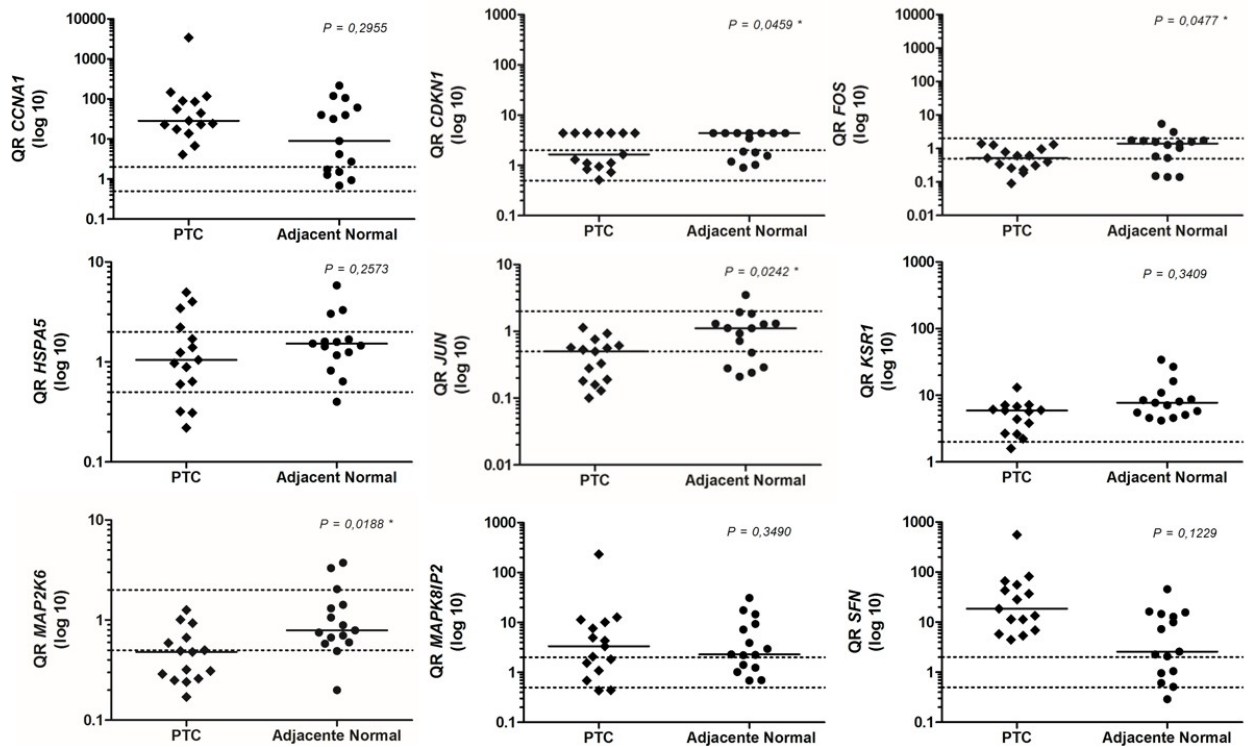 P = 0,2955
QR CCNA1
(log 10)
10000
1000
100
10
1
0.1
PTC
Adjacent Normal
P = 0,0459 *
QR CDKN1
(log 10)
1000
100
10
1
0.1
PTC
Adjacent Normal
P = 0,0477 *
QR FOS
(log 10)
10000
1000
100
10
1
0.1
0.01
PTC
Adjacent Normal
P = 0,2573
QR HSPA5
(log 10)
10
1
0.1
PTC
Adjacent Normal
P = 0,0242 *
QR JUN
(log 10)
10
1
0.1
0.01
PTC
Adjacent Normal
P = 0,3409
QR KSR1
(log 10)
1000
100
10
1
PTC
Adjacent Normal
P = 0,0188 *
QR MAP2K6
(log 10)
10
1
0.1
PTC
Adjacente Normal
P = 0,3490
QR MAPK8IP2
(log 10)
1000
100
10
1
0.1
PTC
Adjacent Normal
P = 0,1229
QR SFN
(log 10)
1000
100
10
1
0.1
PTC
Adjacent Normal